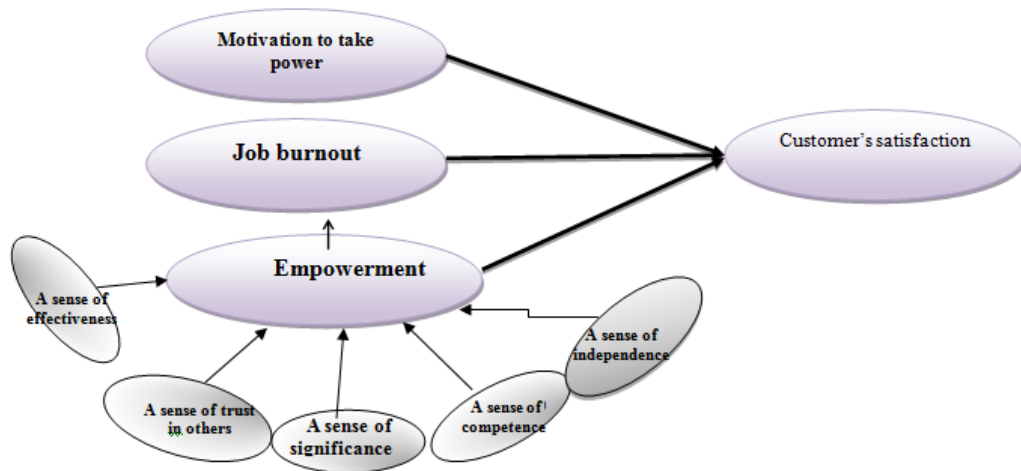 Motivation to take
power
Job burnout
Customer's satisfaction
Empowerment
A sense of
effectiveness
A sense of
independence
A sense of trust
in others
A sense of
significance
A sense of
competence